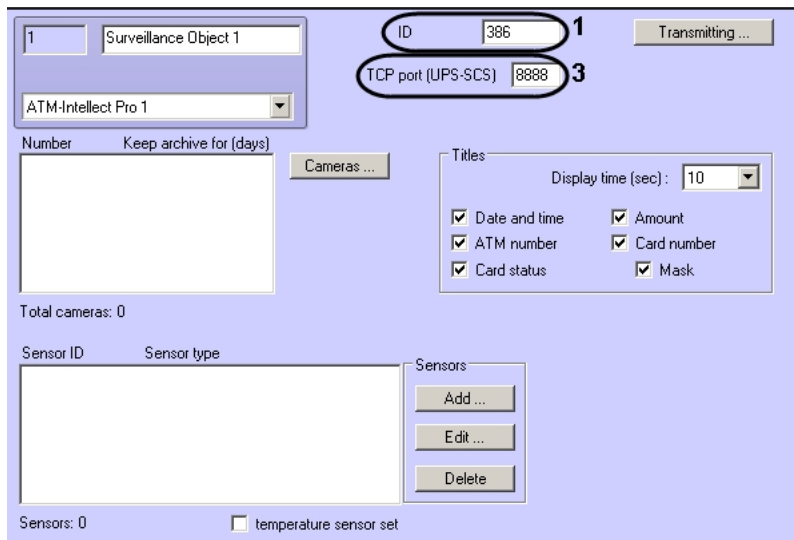 1 Surveillance Object 1 ID 386 1 Transmitting ...
TCP port (UPS-SCS) 8888 3
ATM-Intellect Pro 1
Number Keep archive for (days)
Cameras ...
Titles
Display time (sec) : 10
Date and time Amount
ATM number Card number
Card status Mask
Total cameras: 0
Sensor ID Sensor type
Sensors
Add ...
Edit ...
Delete
Sensors: 0 temperature sensor set